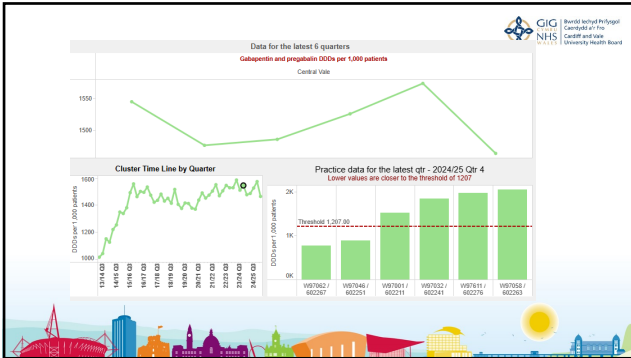 GIG
CYMRU
NHS
WALES
Bwrdd Iechyd Prifysgol
Caerdydd a'r Fro
Cardiff and Vale
University Health Board
Data for the latest 6 quarters
Gabapentin and pregabalin DDDs per 1,000 patients
Central Vale
1550
1500
Cluster Time Line by Quarter
DDDs per 1,000 patients
1600
1400
1200
1000
13/14 Q3
14/15 Q3
15/16 Q3
16/17 Q3
17/18 Q3
18/19 Q3
19/20 Q3
20/21 Q3
21/22 Q3
22/23 Q3
23/24 Q3
24/25 Q3
Practice data for the latest qtr - 2024/25 Qtr 4
Lower values are closer to the threshold of 1207
DDDs per 1,000 patients
2K
1K
0K
Threshold 1,207.00
W97062 /
602267
W97046 /
602251
W97001 /
602211
W97032 /
602241
W97611 /
602276
W97058 /
602263